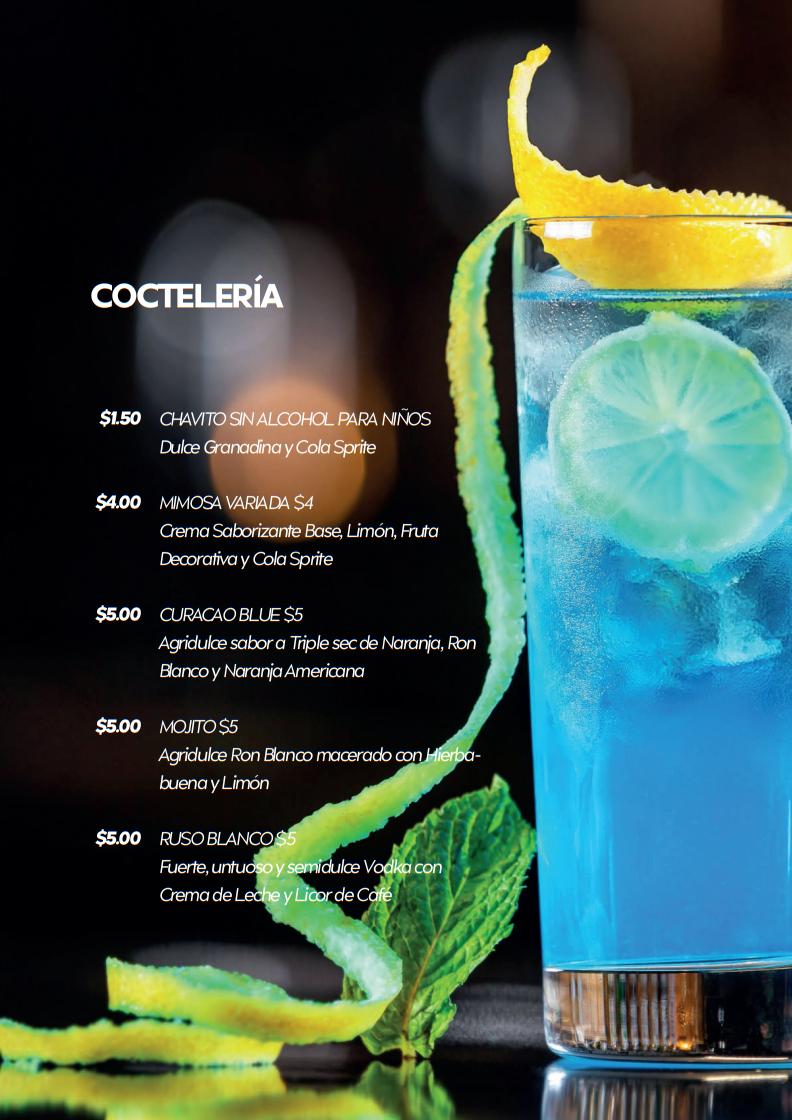 COCTELERÍA
$1.50 CHAVITO SIN ALCOHOL PARA NIÑOS
Dulce Granadina y Cola Sprite
$4.00 MIMOSA VARIADA $4
Crema Saborizante Base, Limón, Fruta
Decorativa y Cola Sprite
$5.00 CURACAO BLUE $5
Agridulce sabor a Triple sec de Naranja, Ron
Blanco y Naranja Americana
$5.00 MOJITO $5
Agridulce Ron Blanco macerado con Hierba-
buena y Limón
$5.00 RUSO BLANCO $5
Fuerte, untuoso y semidulce Vodka con
Crema de Leche y Licor de Café